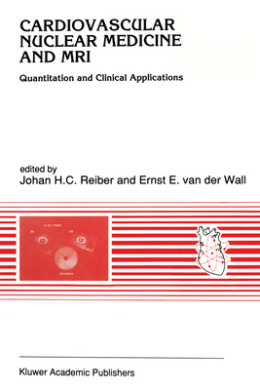 CARDIOVASCULAR
NUCLEAR MEDICINE
AND MRI
Quantitation and Clinical Applications
edited by
Johan H.C. Reiber and Ernst E. van der Wall
Kluwer Academic Publishers